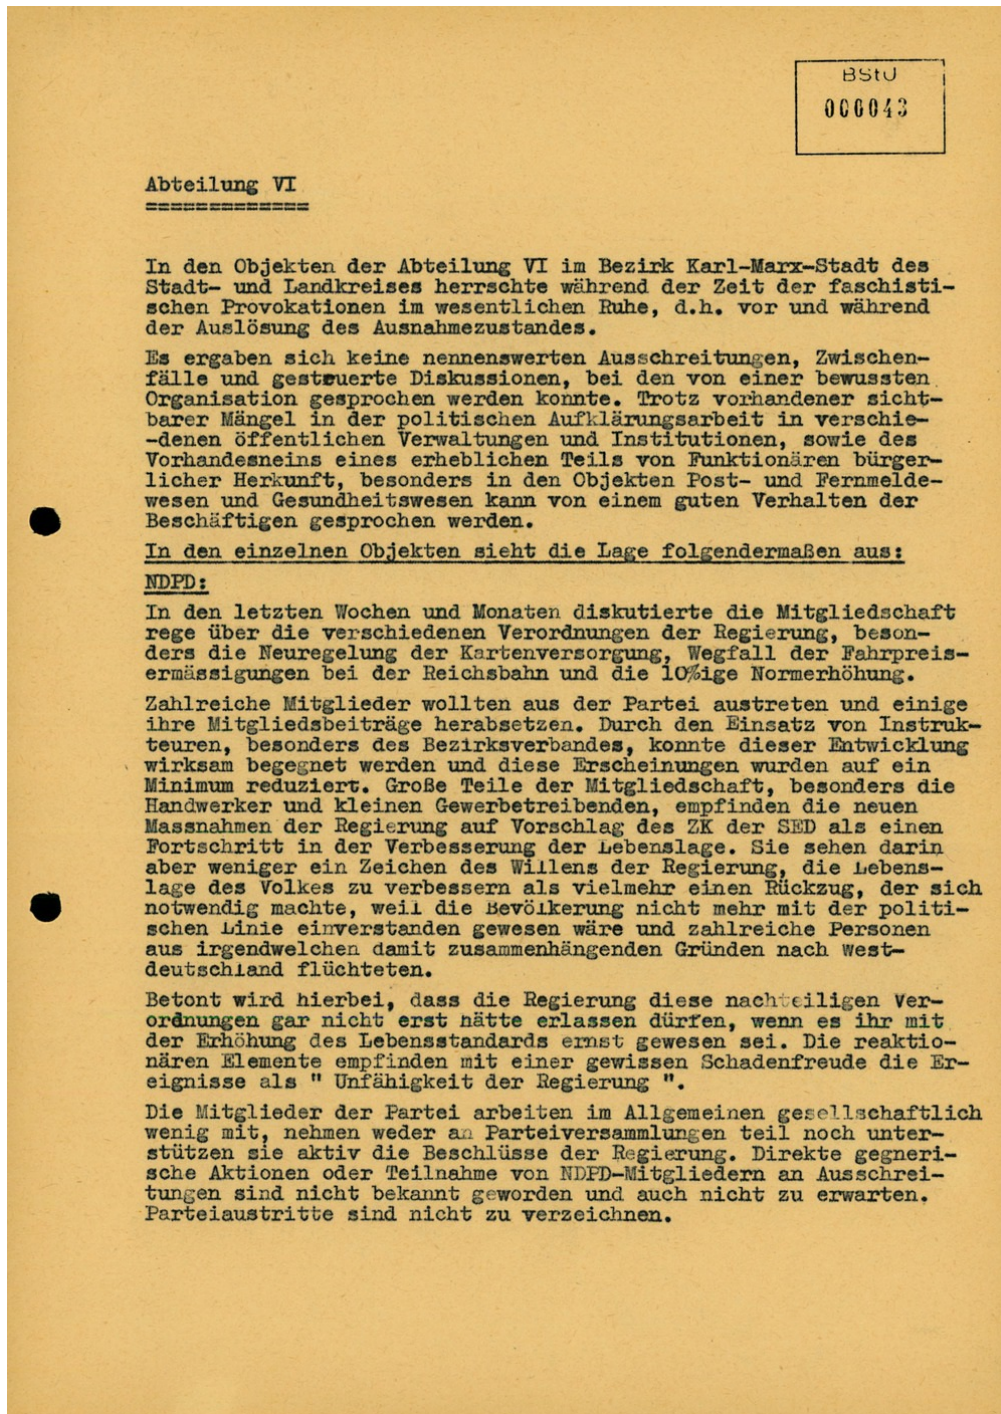 BStU
000043
Abteilung VI
=============
In den Objekten der Abteilung VI im Bezirk Karl-Marx-Stadt des
Stadt- und Landkreises herrschte während der Zeit der faschisti-
schen Provokationen im wesentlichen Ruhe, d.h. vor und während
der Auslösung des Ausnahmezustandes.
Es ergaben sich keine nennenswerten Ausschreitungen, Zwischen-
fälle und gesteuerte Diskussionen, bei den von einer bewussten
Organisation gesprochen werden konnte. Trotz vorhandener sicht-
barer Mängel in der politischen Aufklärungsarbeit in verschie-
-denen öffentlichen Verwaltungen und Institutionen, sowie des
Vorhandesneins eines erheblichen Teils von Funktionären bürger-
licher Herkunft, besonders in den Objekten Post- und Fernmelde-
wesen und Gesundheitswesen kann von einem guten Verhalten der
Beschäftigen gesprochen werden.
In den einzelnen Objekten sieht die Lage folgendermaßen aus:
NDPD:
In den letzten Wochen und Monaten diskutierte die Mitgliedschaft
rege über die verschiedenen Verordnungen der Regierung, beson-
ders die Neuregelung der Kartenversorgung, Wegfall der Fahrpreis-
ermässigungen bei der Reichsbahn und die 10%ige Normerhöhung.
Zahlreiche Mitglieder wollten aus der Partei austreten und einige
ihre Mitgliedsbeiträge herabsetzen. Durch den Einsatz von Instruk-
teuren, besonders des Bezirksverbandes, konnte dieser Entwicklung
wirksam begegnet werden und diese Erscheinungen wurden auf ein
Minimum reduziert. Große Teile der Mitgliedschaft, besonders die
Handwerker und kleinen Gewerbetreibenden, empfinden die neuen
Massnahmen der Regierung auf Vorschlag des ZK der SED als einen
Fortschritt in der Verbesserung der Lebenslage. Sie sehen darin
aber weniger ein Zeichen des Willens der Regierung, die Lebens-
lage des Volkes zu verbessern als vielmehr einen Rückzug, der sich
notwendig machte, weil die Bevölkerung nicht mehr mit der politi-
schen Linie einverstanden gewesen wäre und zahlreiche Personen
aus irgendwelchen damit zusammenhängenden Gründen nach West-
deutschland flüchteten.
Betont wird hierbei, dass die Regierung diese nachteiligen Ver-
ordnungen gar nicht erst hätte erlassen dürfen, wenn es ihr mit
der Erhöhung des Lebensstandards ernst gewesen sei. Die reaktio-
nären Elemente empfinden mit einer gewissen Schadenfreude die Er-
eignisse als " Unfähigkeit der Regierung ".
Die Mitglieder der Partei arbeiten im Allgemeinen gesellschaftlich
wenig mit, nehmen weder an Parteiversammlungen teil noch unter-
stützen sie aktiv die Beschlüsse der Regierung. Direkte gegneri-
sche Aktionen oder Teilnahme von NDPD-Mitgliedern an Ausschrei-
tungen sind nicht bekannt geworden und auch nicht zu erwarten.
Parteiaustritte sind nicht zu verzeichnen.